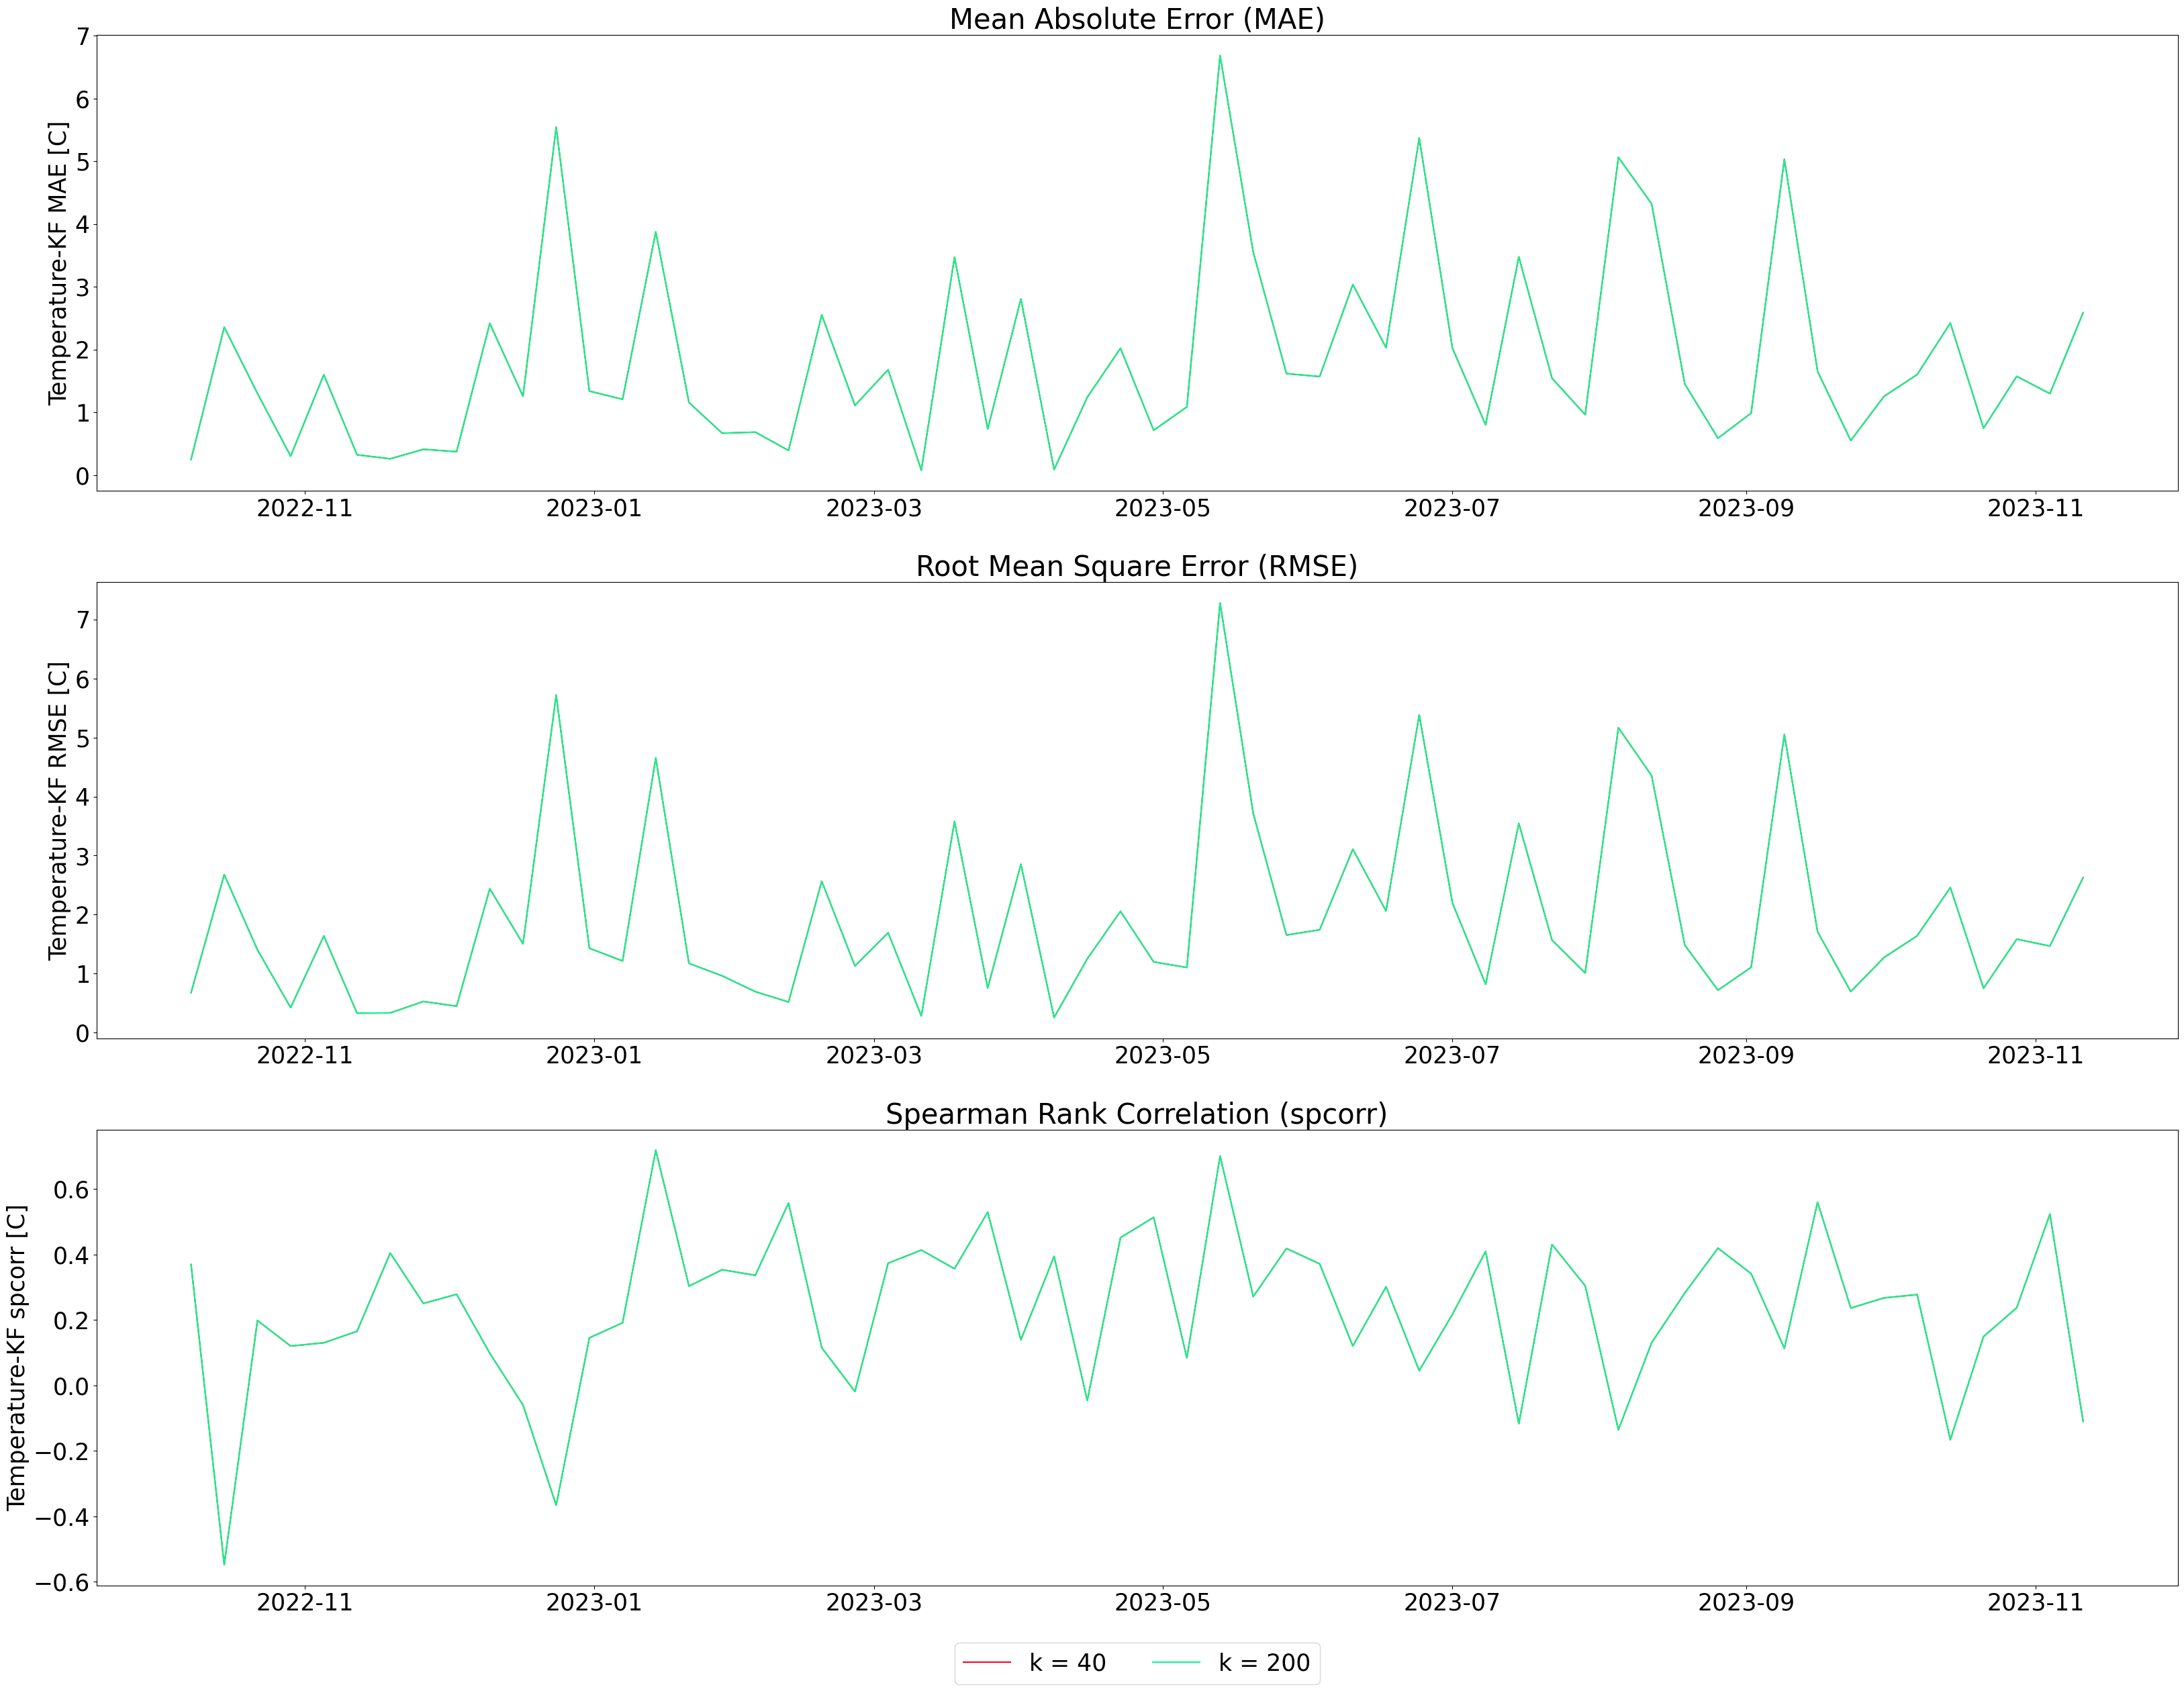 Mean Absolute Error (MAE)
Temperature-KF MAE [C]
7
6
5
4
3
2
1
0
2022-11 2023-01 2023-03 2023-05 2023-07 2023-09 2023-11
Root Mean Square Error (RMSE)
Temperature-KF RMSE [C]
7
6
5
4
3
2
1
0
2022-11 2023-01 2023-03 2023-05 2023-07 2023-09 2023-11
Spearman Rank Correlation (spcorr)
Temperature-KF spcorr [C]
0.6
0.4
0.2
0.0
−0.2
−0.4
−0.6
2022-11 2023-01 2023-03 2023-05 2023-07 2023-09 2023-11
k = 40 k = 200